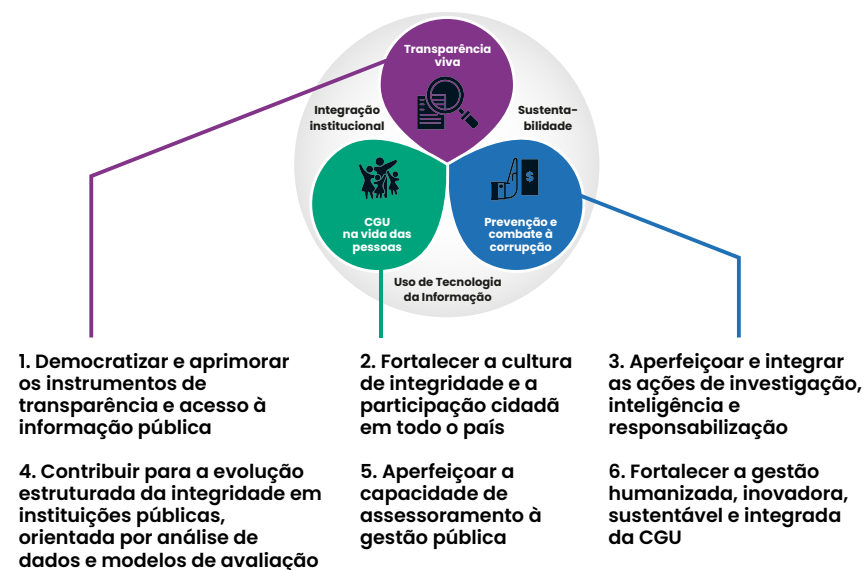 Transparência
viva
Integração
institucional
Sustenta-
bilidade
$
CGU
na vida das
pessoas
Prevenção e
combate à
corrupção
Uso de Tecnologia
da Informação
1. Democratizar e aprimorar
os instrumentos de
transparência e acesso à
informação pública
2. Fortalecer a cultura
de integridade e a
participação cidadã
em todo o país
3. Aperfeiçoar e integrar
as ações de investigação,
inteligência e
responsabilização
4. Contribuir para a evolução
estruturada da integridade em
instituições públicas,
orientada por análise de
dados e modelos de avaliação
5. Aperfeiçoar a
capacidade de
assessoramento à
gestão pública
6. Fortalecer a gestão
humanizada, inovadora,
sustentável e integrada
da CGU